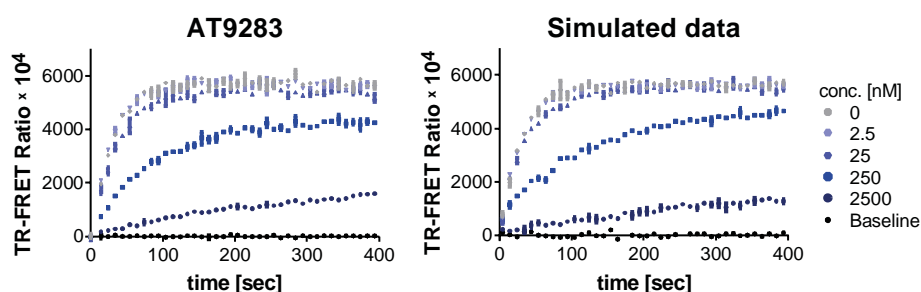 AT9283
TR-FRET Ratio × 10⁴
6000
4000
2000
0
0 100 200 300 400
time [sec]
Simulated data
TR-FRET Ratio × 10⁴
6000
4000
2000
0
0 100 200 300 400
time [sec]
conc. [nM]
0
2.5
25
250
2500
Baseline